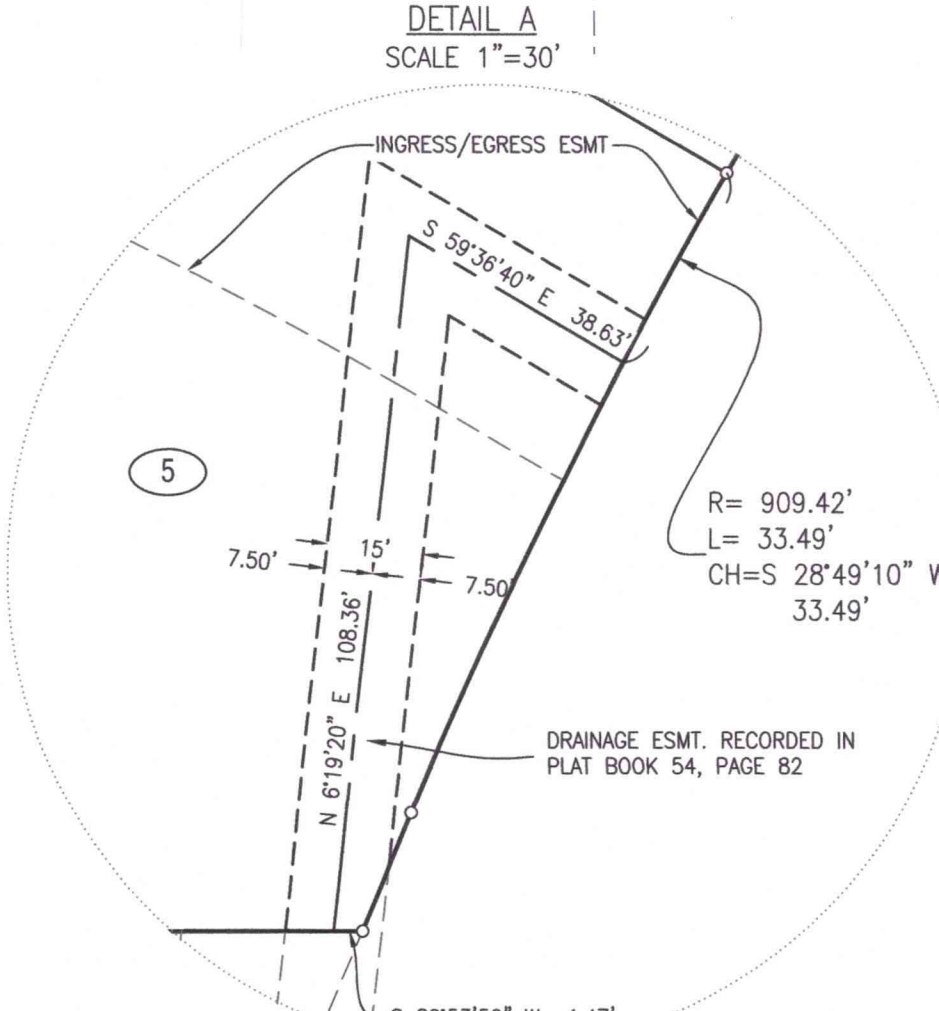 DETAIL A
SCALE 1"=30'
INGRESS/EGRESS ESMT
S 59°36'40" E 38.63'
5
R= 909.42'
L= 33.49'
CH=S 28°49'10" W
33.49'
7.50'
15'
7.50'
N 6°19'20" E 108.36'
DRAINAGE ESMT. RECORDED IN
PLAT BOOK 54, PAGE 82